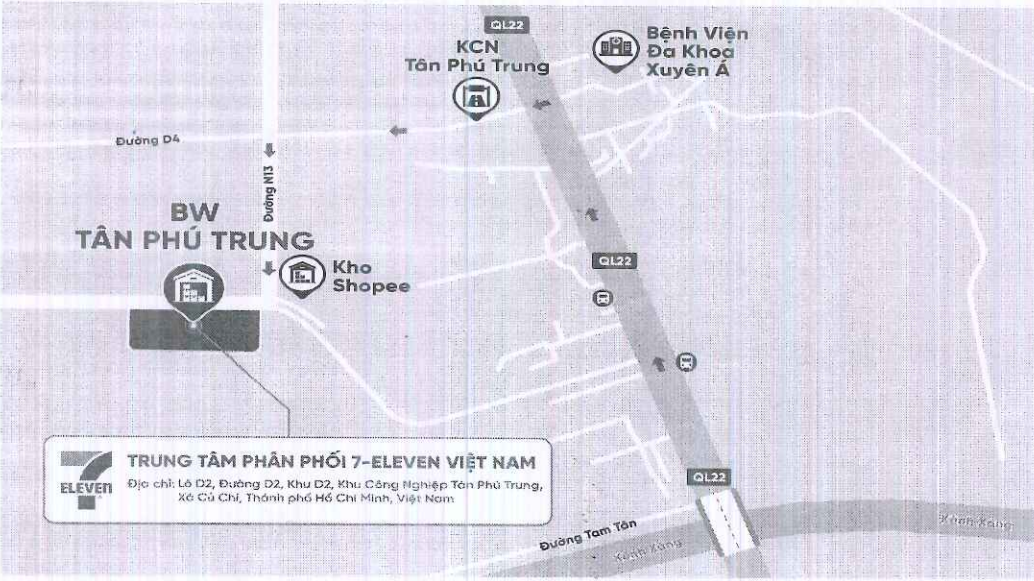 QL22
KCN
Tân Phú Trung
Bệnh Viện
Đa Khoa
Xuyên Á
Đường D4
Đường N13
BW
TÂN PHÚ TRUNG
Kho
Shopee
QL22
7
ELEVEN
TRUNG TÂM PHÂN PHỐI 7-ELEVEN VIỆT NAM
Địa chỉ: Lô D2, Đường D2, Khu D2, Khu Công Nghiệp Tân Phú Trung,
Xã Củ Chi, Thành phố Hồ Chí Minh, Việt Nam
QL22
Đường Tam Tân
Kênh Xáng
Kênh Xáng